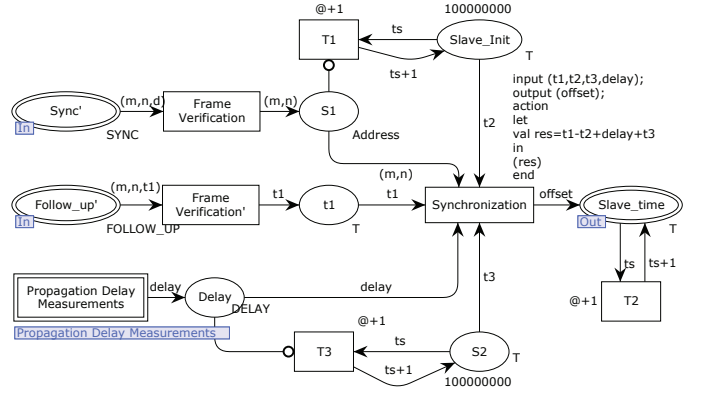 @+1
100000000
T1
ts
Slave_Init
T
ts+1
input (t1,t2,t3,delay);
output (offset);
action
let
val res=t1-t2+delay+t3
in
(res)
end
Sync'
In
SYNC
(m,n,d)
Frame
Verification
(m,n)
S1
Address
t2
(m,n)
Follow_up'
In
FOLLOW_UP
(m,n,t1)
Frame
Verification'
t1
t1
T
t1
Synchronization
offset
Slave_time
Out
T
ts
ts+1
@+1
T2
Propagation Delay
Measurements
Propagation Delay Measurements
delay
Delay
DELAY
delay
t3
@+1
T3
ts
ts+1
S2
T
100000000